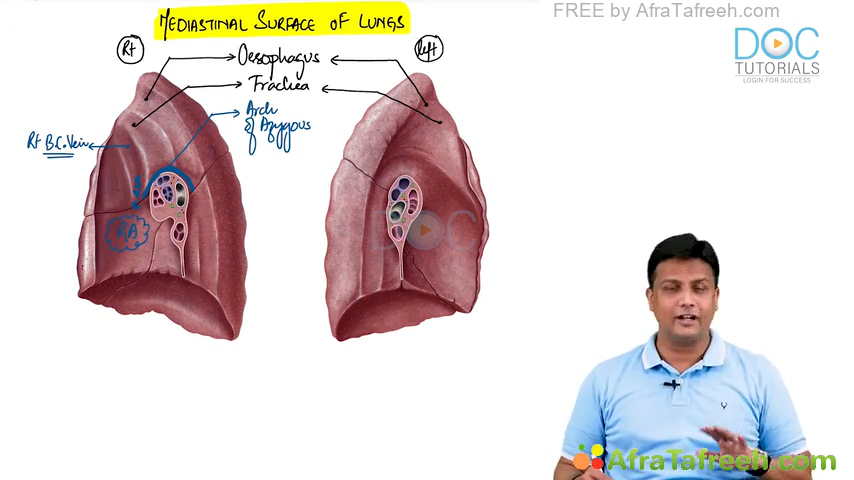 FREE by AfraTafreeh.com
MEDIASTINAL SURFACE OF LUNGS
DOC
TUTORIALS
LOGIN FOR SUCCESS
Rt
left
Oesophagus
Trachea
Arch
of Azygous
Rt B.C. Vein
RA
DOC
AfraTafreeh.com